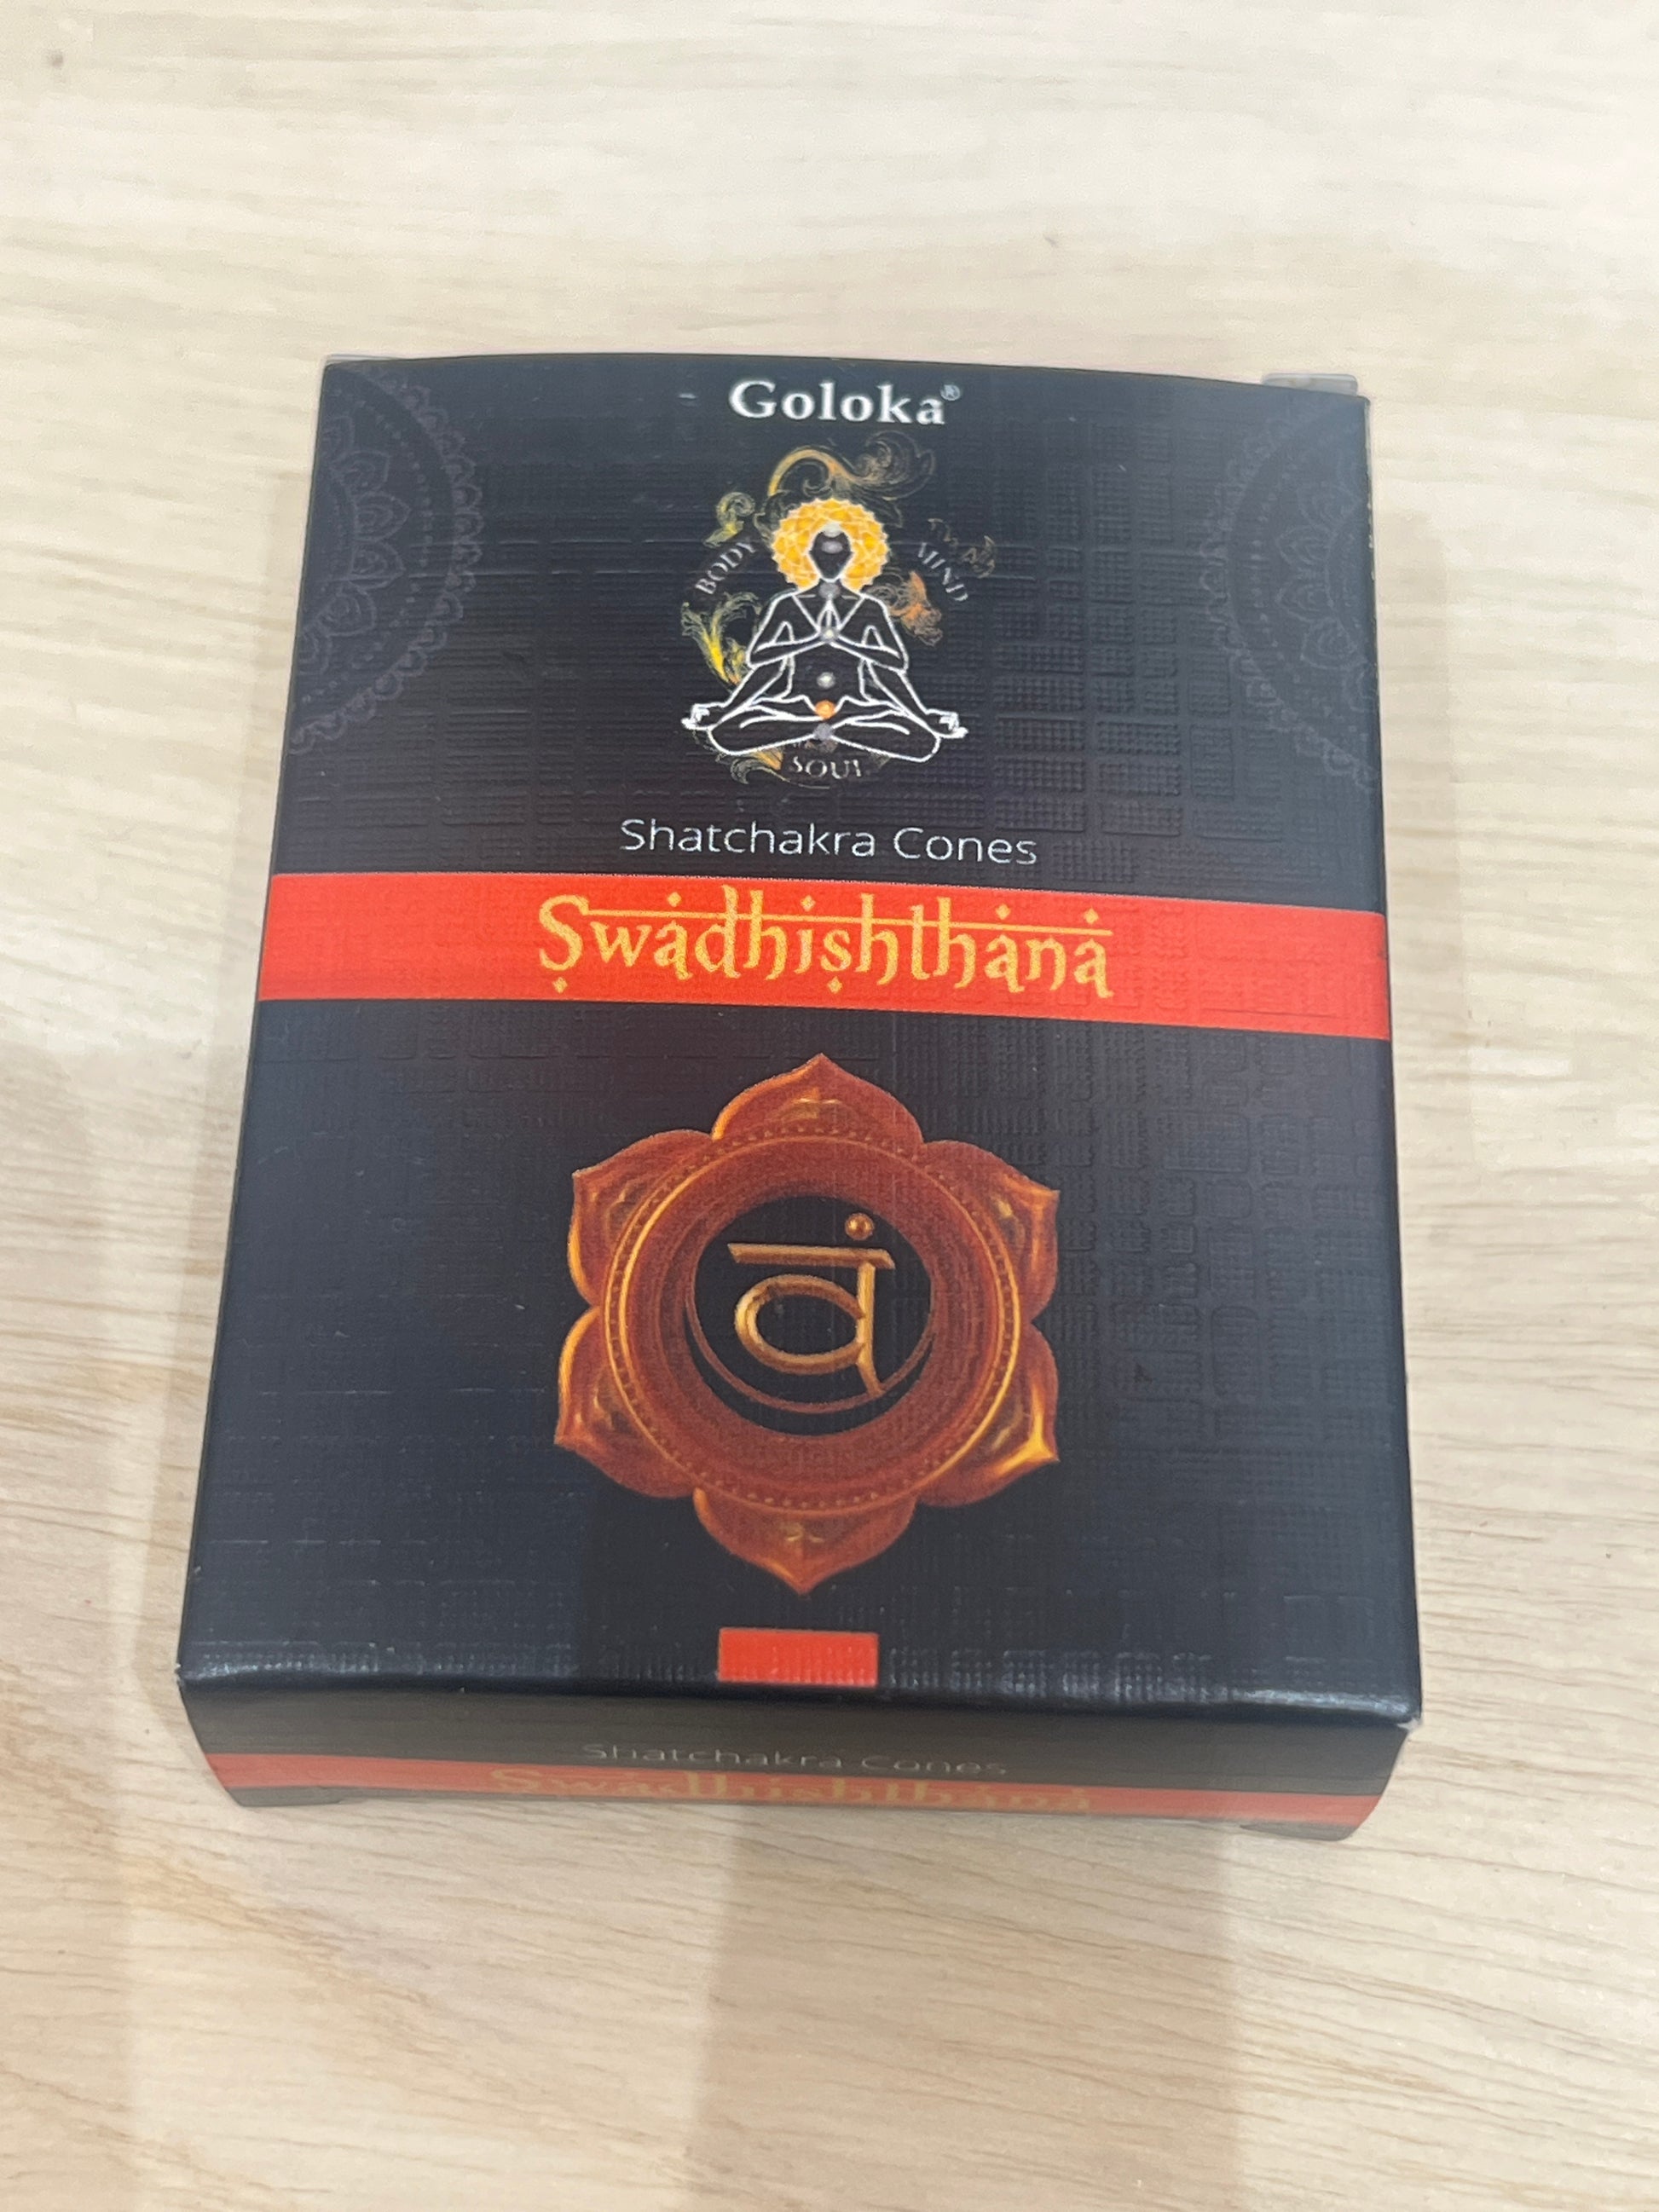 Goloka®
BODY MIND
SOUL
Shatchakra Cones
Swadhishthana
वं
Shatchakra Cones
Swadhishthana